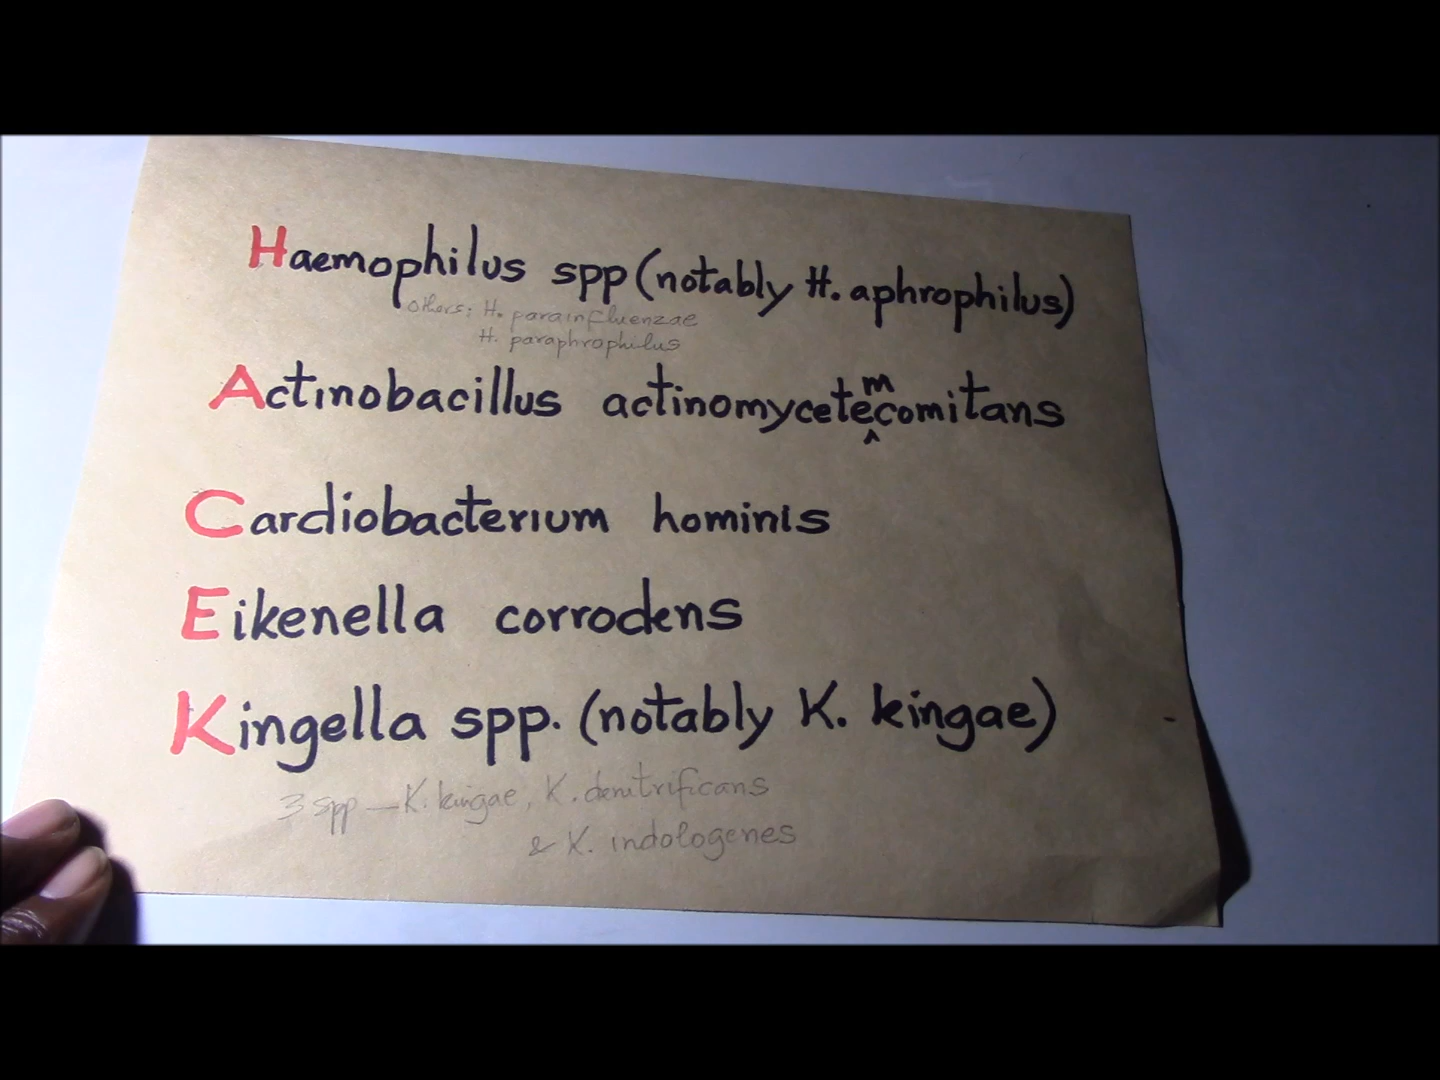 Haemophilus spp (notably H. aphrophilus)
others: H. parainfluenzae
H. paraphrophilus
Actinobacillus actinomycetemcomitans
Cardiobacterium hominis
Eikenella corrodens
Kingella spp. (notably K. kingae)
3 spp — K. kingae, K. denitrificans
& K. indologenes